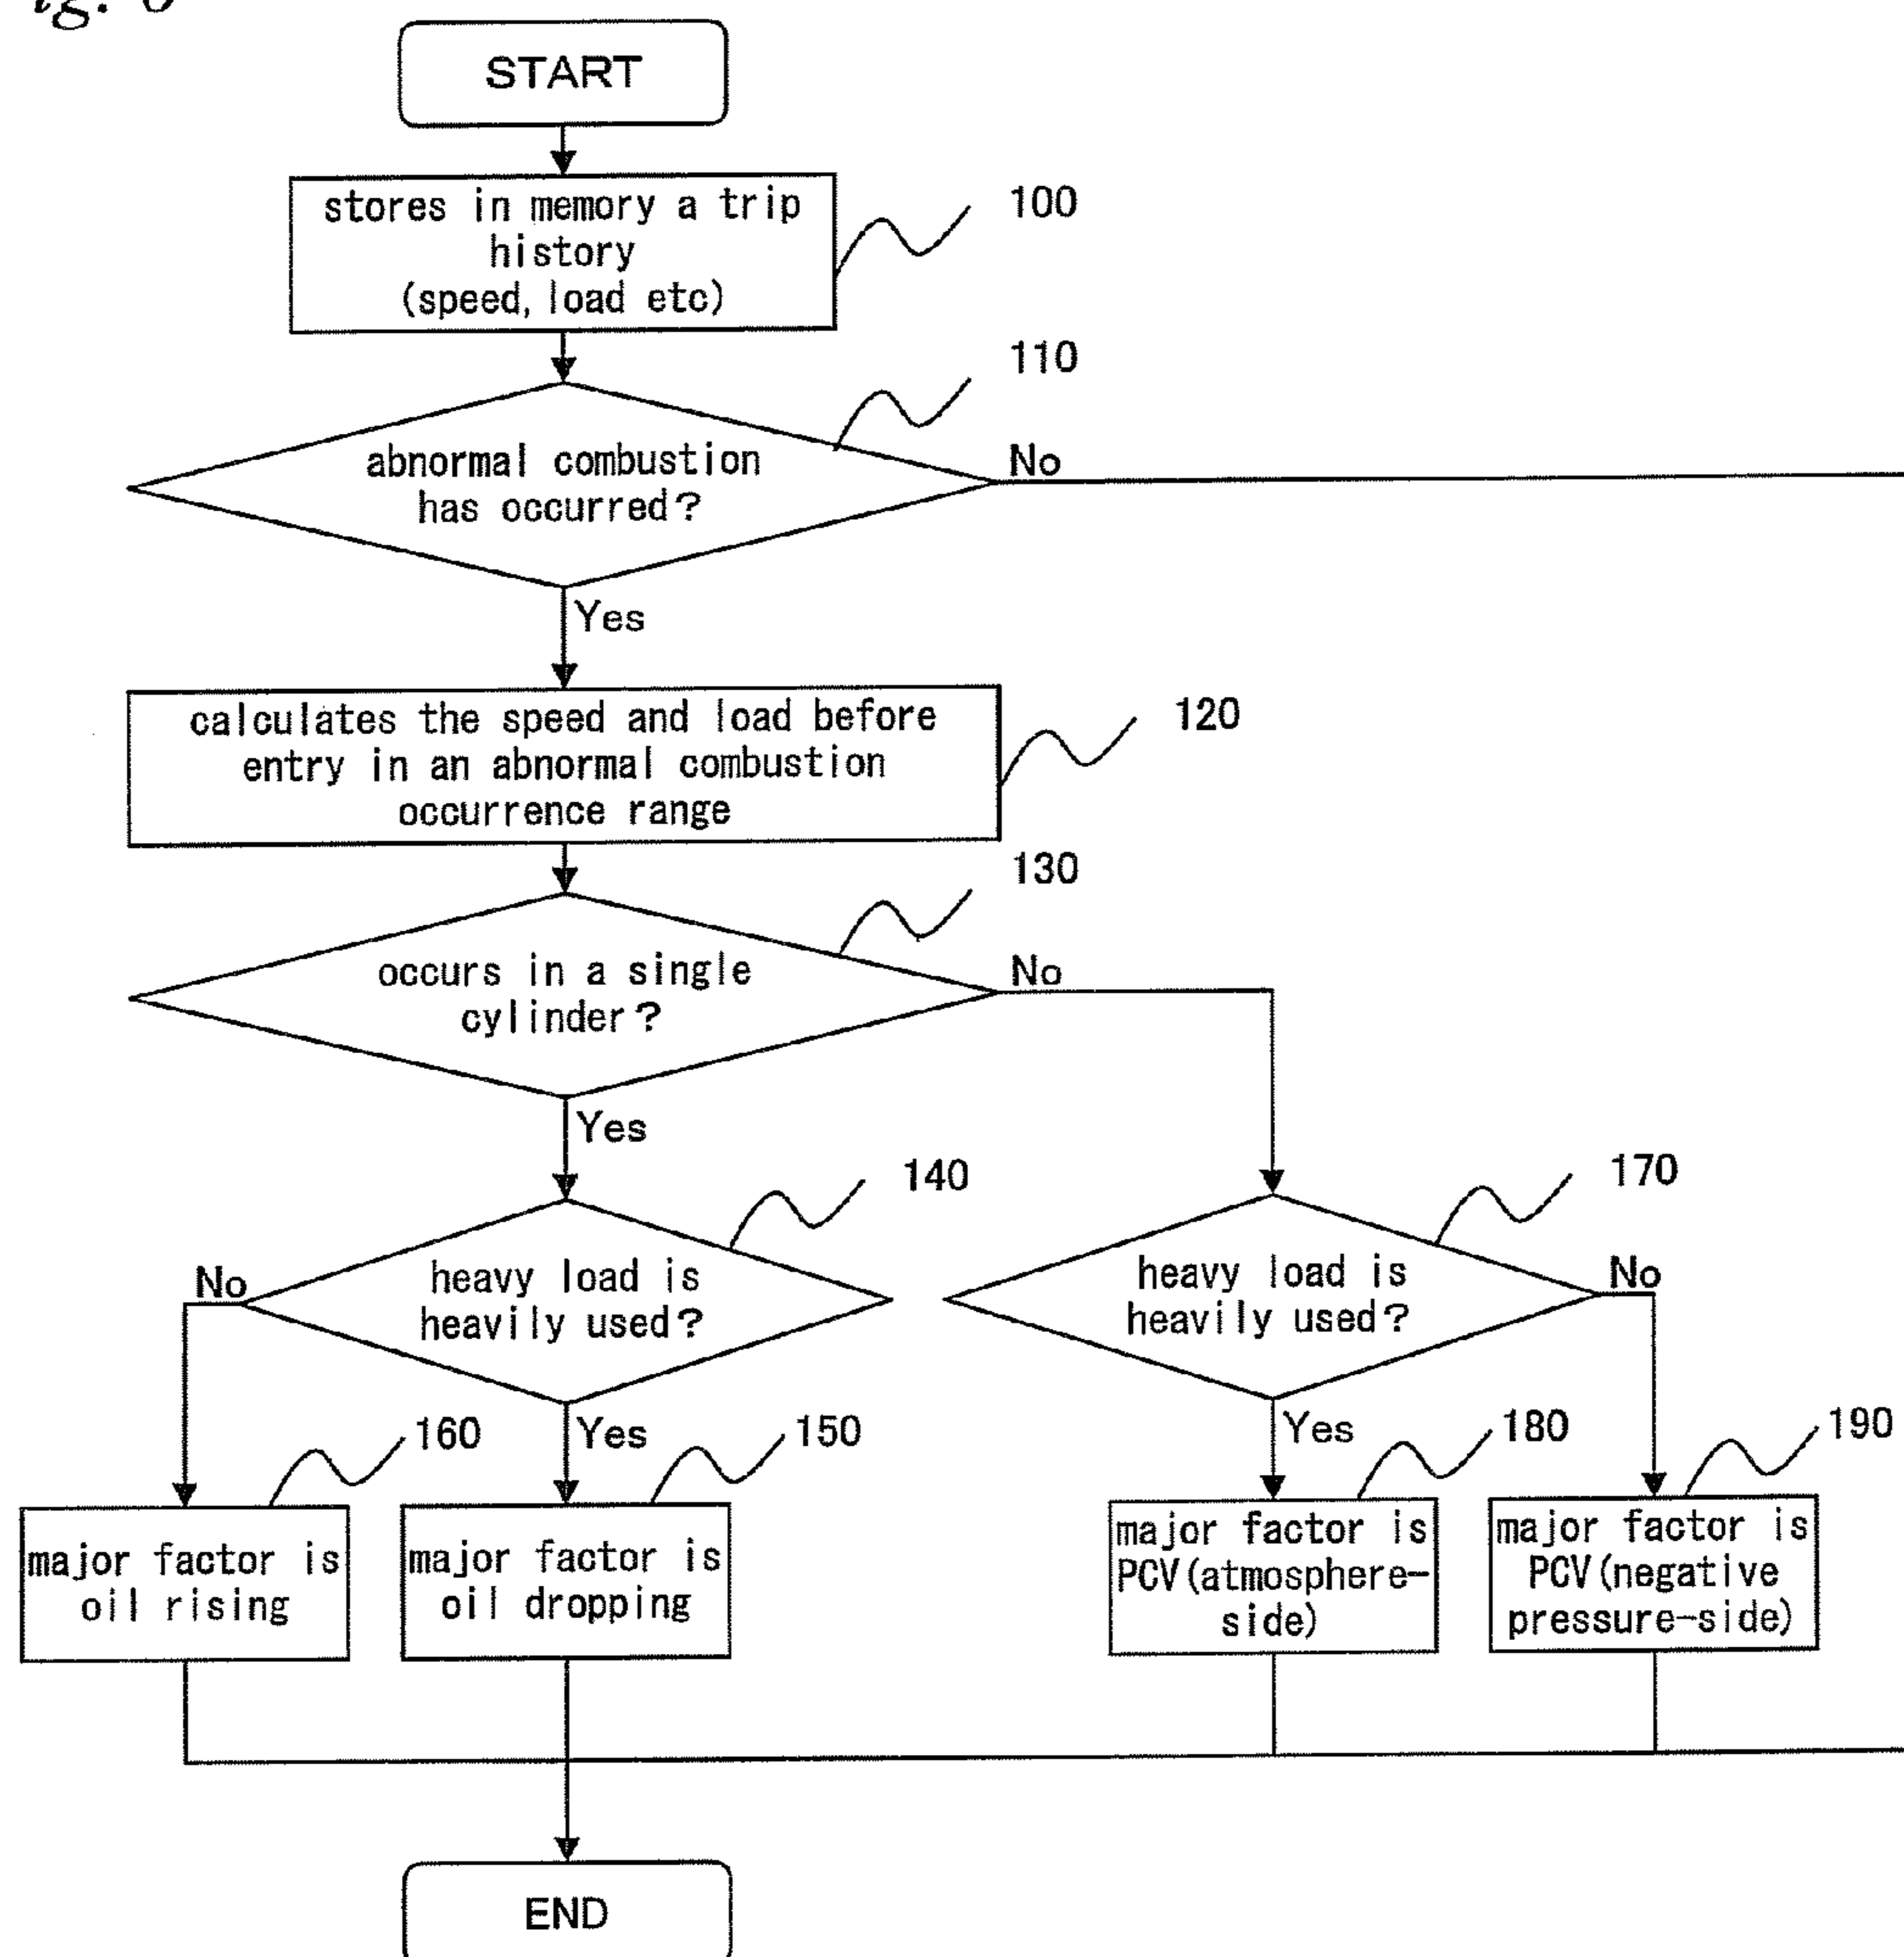 START
stores in memory a trip
history
(speed, load etc)
100
110
abnormal combustion
has occurred?
No
Yes
calculates the speed and load before
entry in an abnormal combustion
occurrence range
120
130
occurs in a single
cylinder?
No
Yes
140
heavy load is
heavily used?
No
Yes
170
heavy load is
heavily used?
No
Yes
160
major factor is
oil rising
150
major factor is
oil dropping
180
major factor is
PCV(atmosphere-
side)
190
major factor is
PCV(negative
pressure-side)
END